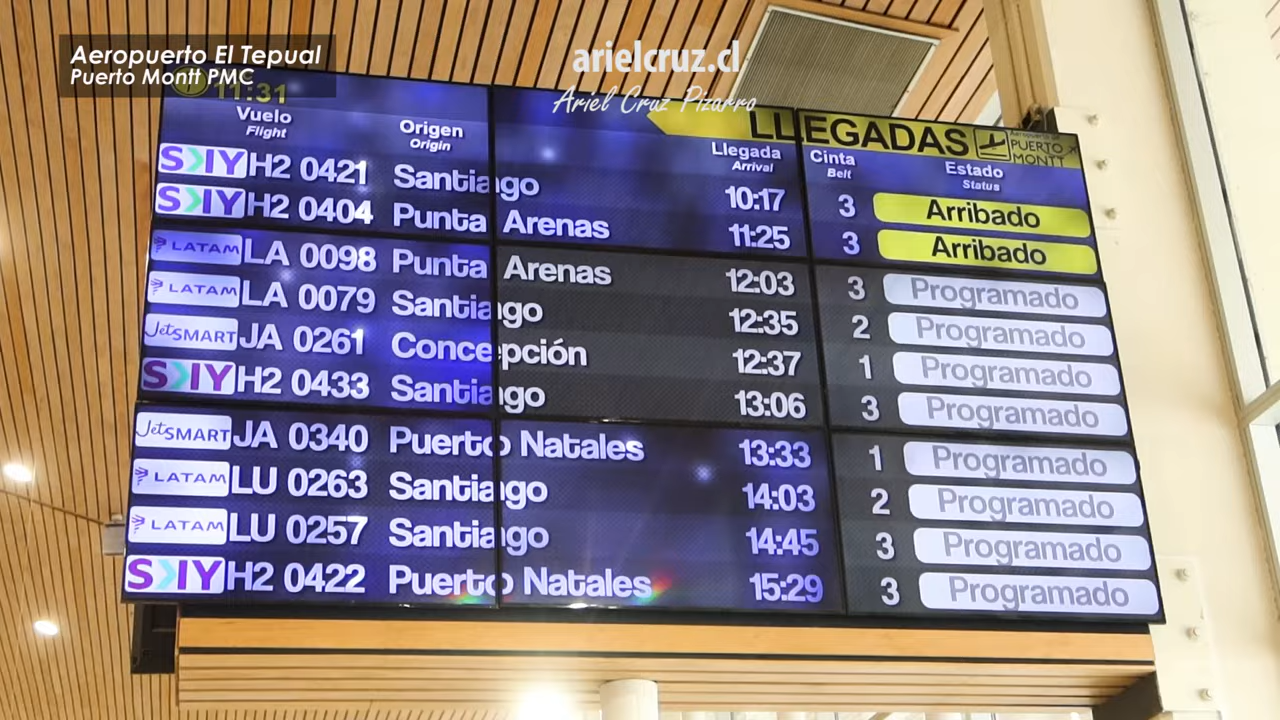 Aeropuerto El Tepual
Puerto Montt PMC
arielcruz.cl
Ariel Cruz Pizarro
11:31
LLEGADAS
Aeropuerto de
PUERTO
MONTT
Vuelo Origen Llegada Cinta Estado
Flight Origin Arrival Belt Status
SKY H2 0421 Santiago 10:17 3 Arribado
SKY H2 0404 Punta Arenas 11:25 3 Arribado
LATAM LA 0098 Punta Arenas 12:03 3 Programado
LATAM LA 0079 Santiago 12:35 2 Programado
JetSMART JA 0261 Concepción 12:37 1 Programado
SKY H2 0433 Santiago 13:06 3 Programado
JetSMART JA 0340 Puerto Natales 13:33 1 Programado
LATAM LU 0263 Santiago 14:03 2 Programado
LATAM LU 0257 Santiago 14:45 3 Programado
SKY H2 0422 Puerto Natales 15:29 3 Programado